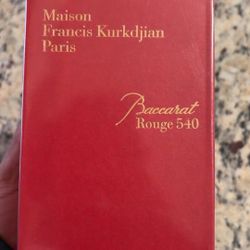 Maison
Francis Kurkdjian
Paris
Baccarat
Rouge 540